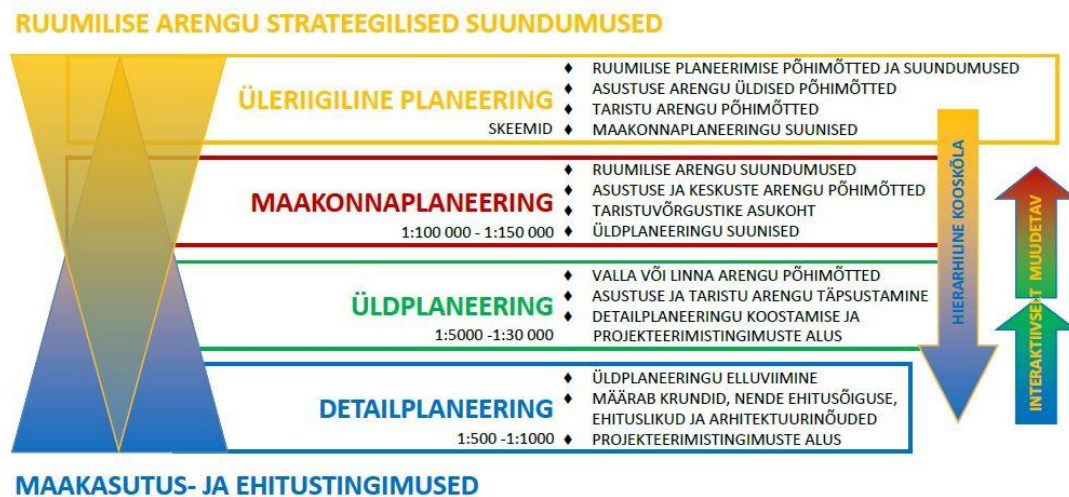 RUUMILISE ARENGU STRATEEGILISED SUUNDUMUSED
ÜLERIIGILINE PLANEERING
SKEEMID
♦ RUUMILISE PLANEERIMISE PÕHIMÕTTED JA SUUNDUMUSED
♦ ASUSTUSE ARENGU ÜLDISED PÕHIMÕTTED
♦ TARISTU ARENGU PÕHIMÕTTED
♦ MAAKONNAPLANEERINGU SUUNISED
MAAKONNAPLANEERING
1:100 000 - 1:150 000
♦ RUUMILISE ARENGU SUUNDUMUSED
♦ ASUSTUSE JA KESKUSTE ARENGU PÕHIMÕTTED
♦ TARISTUVÕRGUSTIKE ASUKOHT
♦ ÜLDPLANEERINGU SUUNISED
ÜLDPLANEERING
1:5000 -1:30 000
♦ VALLA VÕI LINNA ARENGU PÕHIMÕTTED
♦ ASUSTUSE JA TARISTU ARENGU TÄPSUSTAMINE
♦ DETAILPLANEERINGU KOOSTAMISE JA
PROJEKTEERIMISTINGIMUSTE ALUS
DETAILPLANEERING
1:500 -1:1000
♦ ÜLDPLANEERINGU ELLUVIIMINE
♦ MÄÄRAB KRUNDID, NENDE EHITUSÕIGUSE,
EHITUSLIKUD JA ARHITEKTUURINÕUDED
♦ PROJEKTEERIMISTINGIMUSTE ALUS
HIERARHILINE KOOSKÕLA
INTERAKTIIVSELT MUUDETAV
MAAKASUTUS- JA EHITUSTINGIMUSED